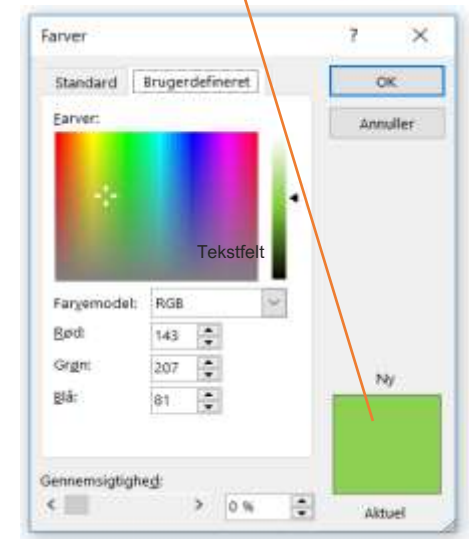 Farver ? ×
Standard Brugerdefineret OK
Annuller
Farver:
Tekstfelt
Farvemodel: RGB
Rød: 143
Grøn: 207
Blå: 81
Ny
Gennemsigtighed:
< > 0 %
Aktuel